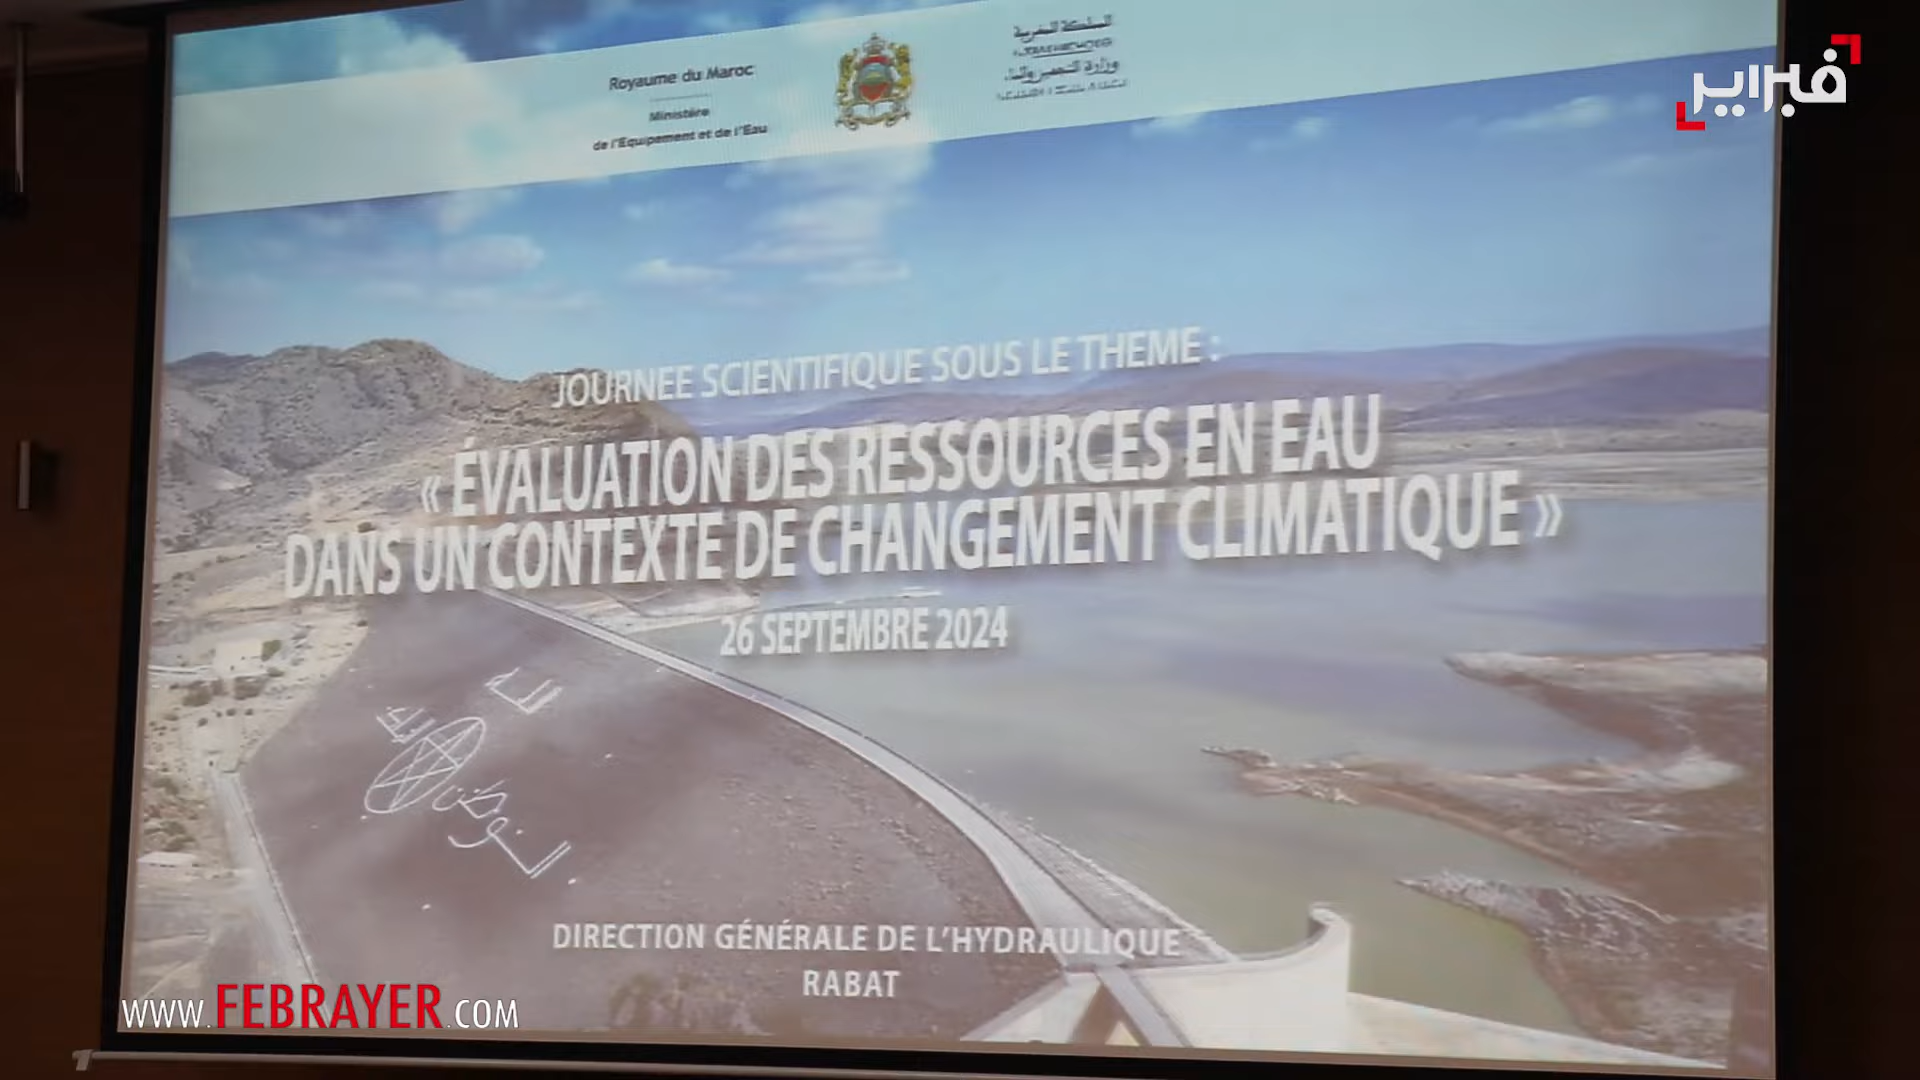 فبراير
Royaume du Maroc
المملكة المغربية
Ministère
de l'Equipement et de l'Eau
وزارة التجهيز والماء
JOURNEE SCIENTIFIQUE SOUS LE THEME :
« ÉVALUATION DES RESSOURCES EN EAU
DANS UN CONTEXTE DE CHANGEMENT CLIMATIQUE »
26 SEPTEMBRE 2024
الله
الوطن
DIRECTION GÉNÉRALE DE L'HYDRAULIQUE
RABAT
WWW.FEBRAYER.COM